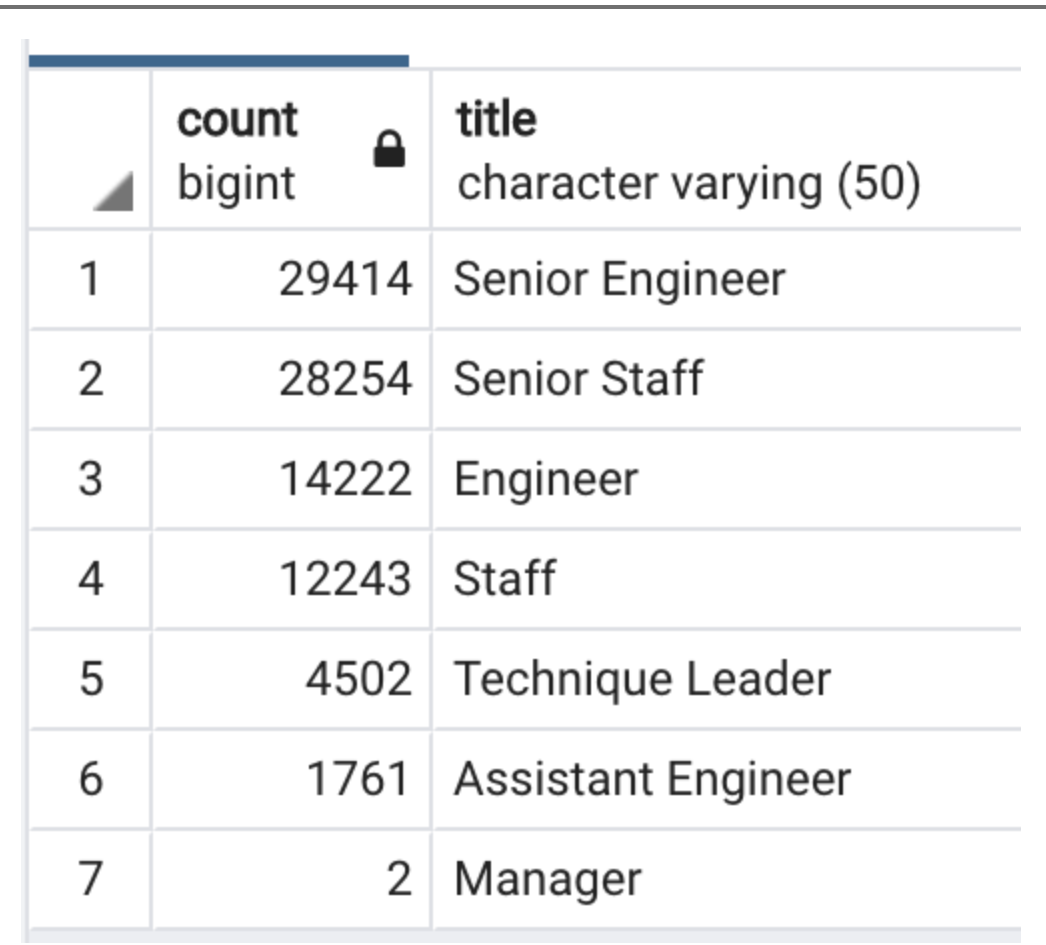 count title
bigint character varying (50)
1 29414 Senior Engineer
2 28254 Senior Staff
3 14222 Engineer
4 12243 Staff
5 4502 Technique Leader
6 1761 Assistant Engineer
7 2 Manager